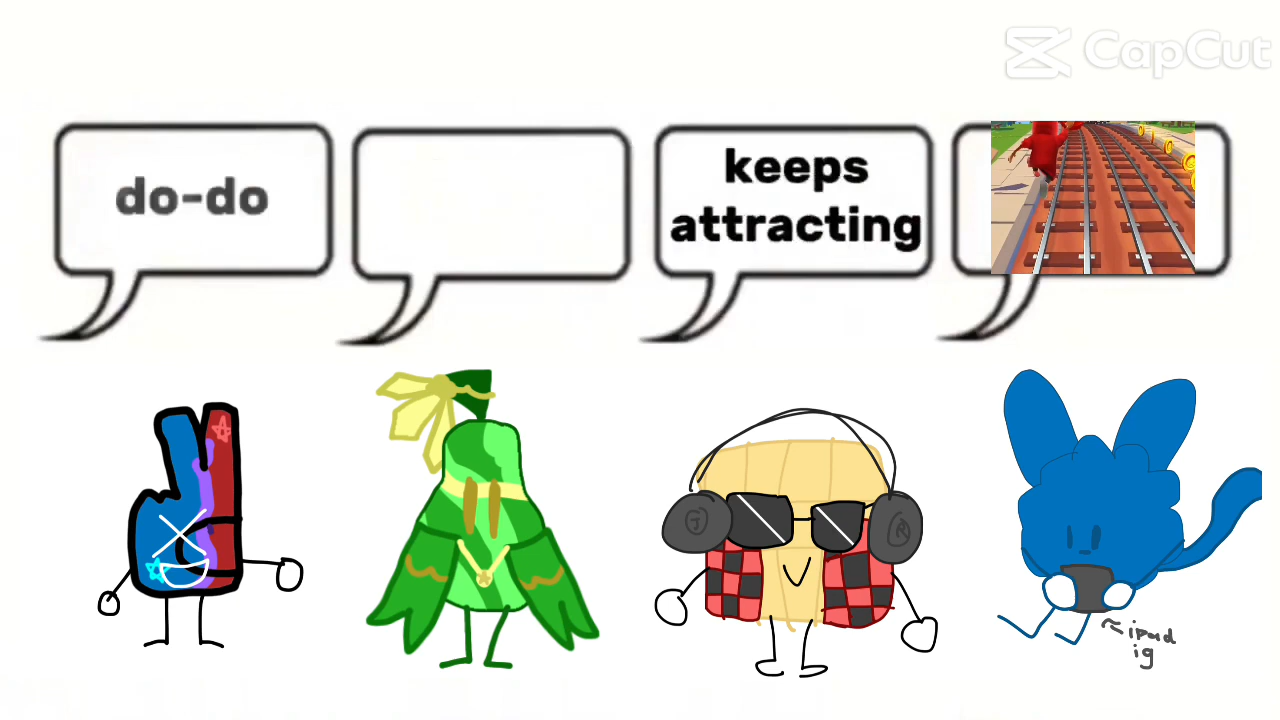 CapCut
do-do
keeps
attracting
J
R
~ ipad
ig